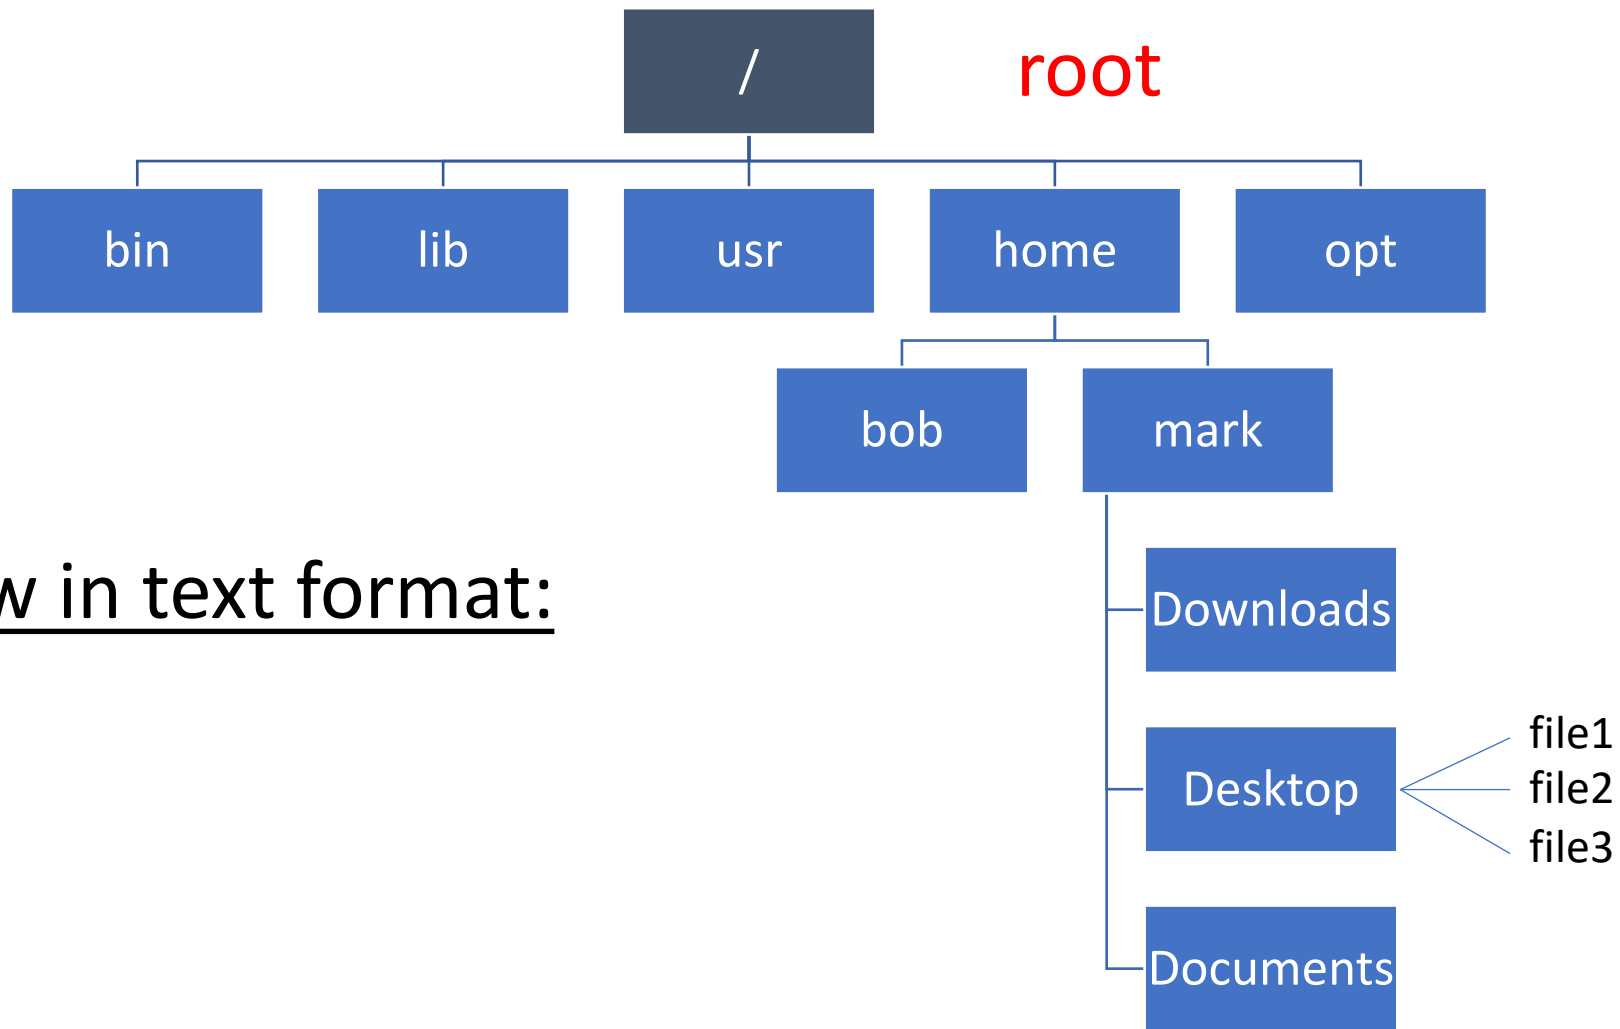 /
root
bin
lib
usr
home
opt
bob
mark
w in text format:
Downloads
Desktop
file1
file2
file3
Documents